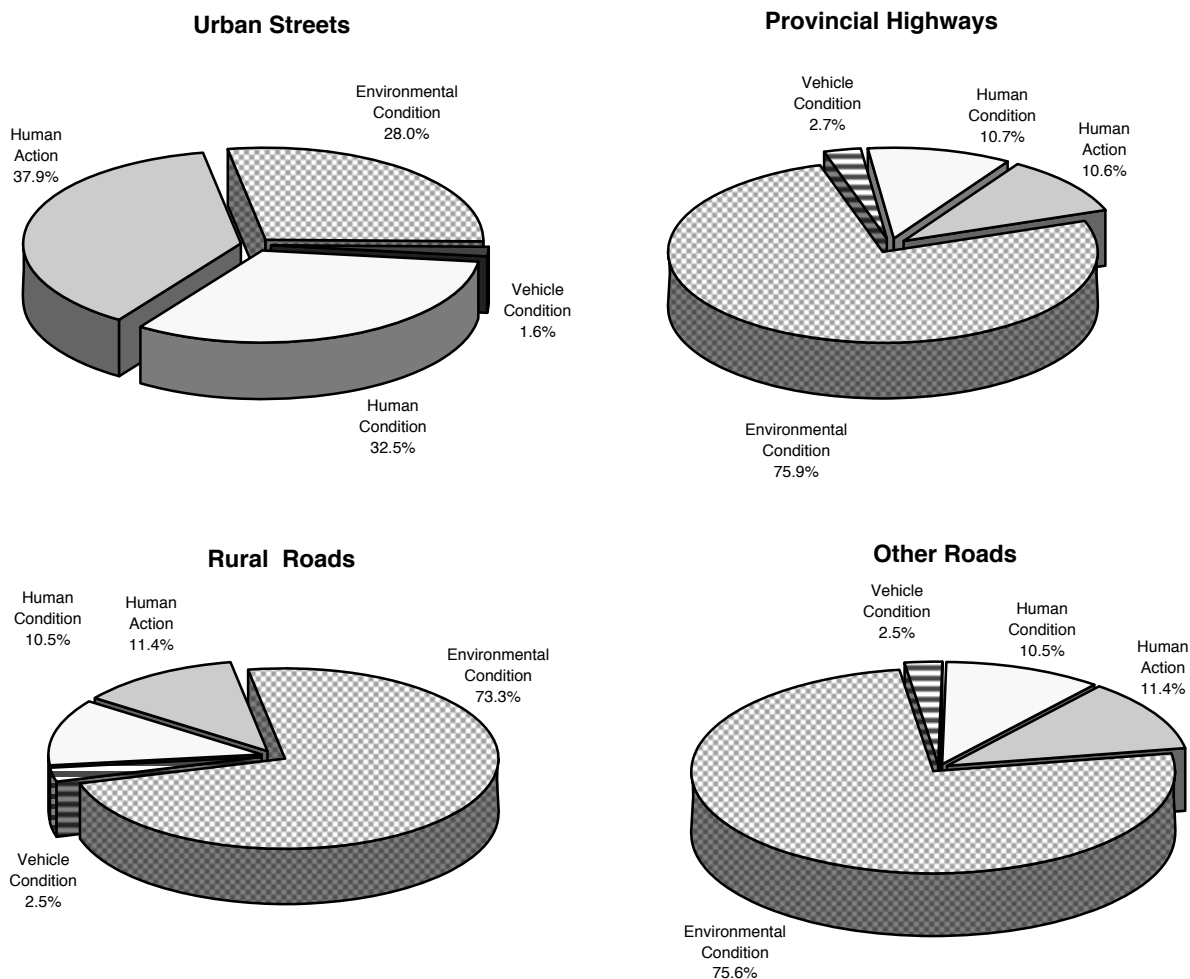 Urban Streets
Environmental
Condition
28.0%
Human
Action
37.9%
Vehicle
Condition
1.6%
Human
Condition
32.5%
Provincial Highways
Vehicle
Condition
2.7%
Human
Condition
10.7%
Human
Action
10.6%
Environmental
Condition
75.9%
Rural Roads
Human
Condition
10.5%
Human
Action
11.4%
Environmental
Condition
73.3%
Vehicle
Condition
2.5%
Other Roads
Vehicle
Condition
2.5%
Human
Condition
10.5%
Human
Action
11.4%
Environmental
Condition
75.6%